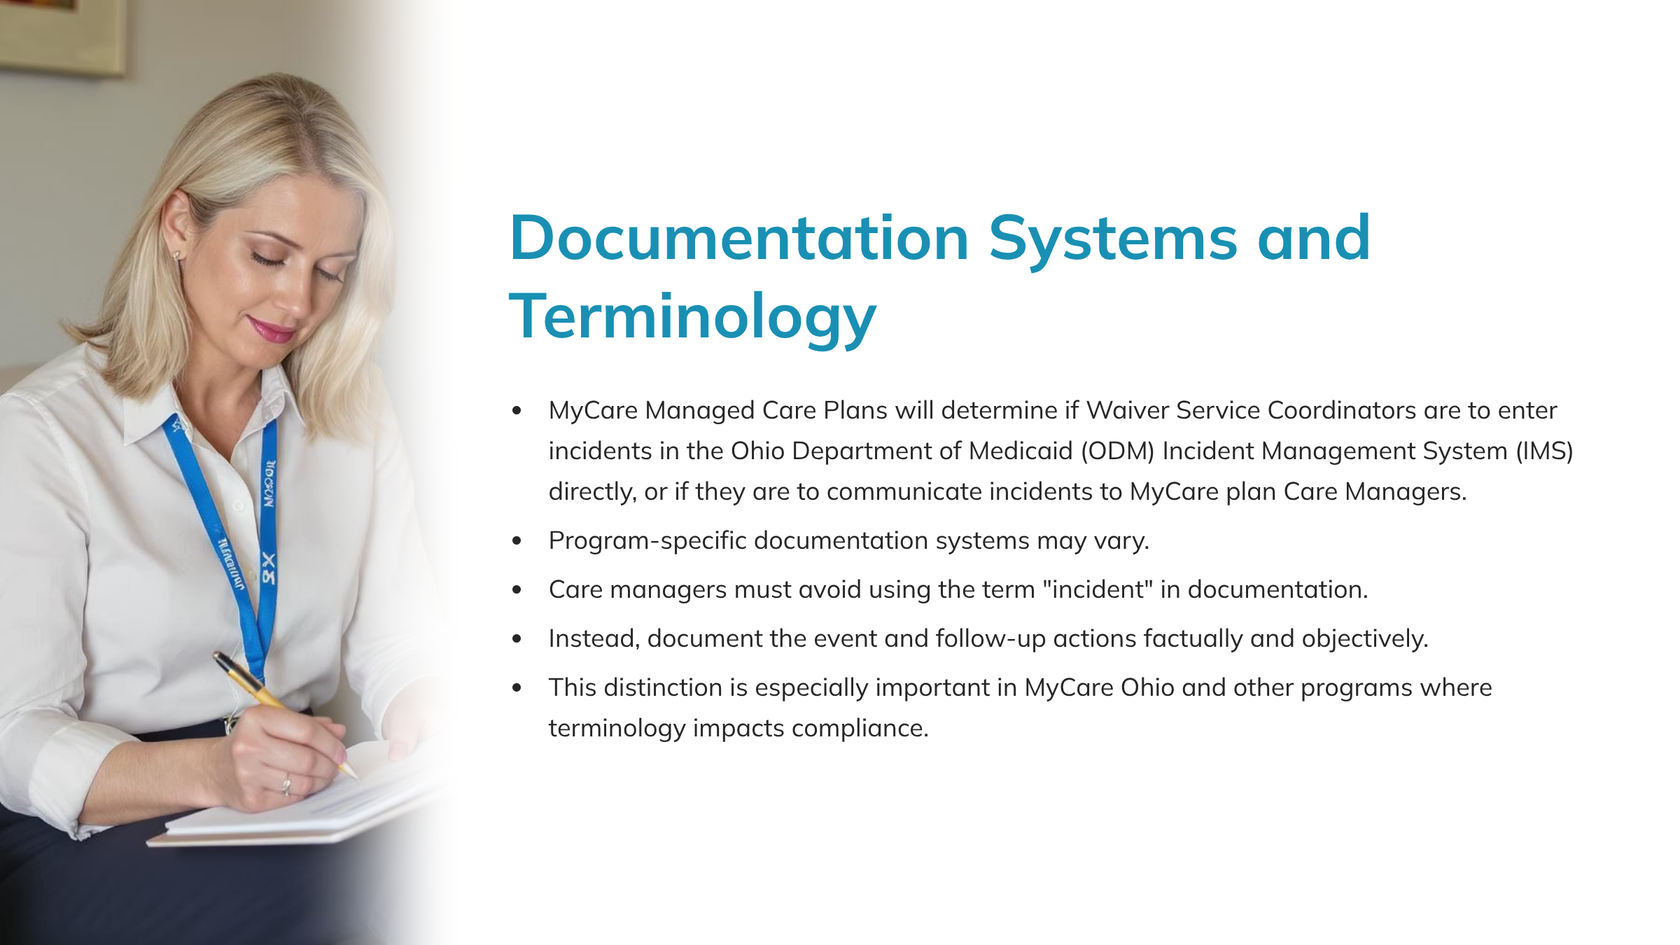 Documentation Systems and
Terminology
• MyCare Managed Care Plans will determine if Waiver Service Coordinators are to enter
incidents in the Ohio Department of Medicaid (ODM) Incident Management System (IMS)
directly, or if they are to communicate incidents to MyCare plan Care Managers.
• Program-specific documentation systems may vary.
• Care managers must avoid using the term "incident" in documentation.
• Instead, document the event and follow-up actions factually and objectively.
• This distinction is especially important in MyCare Ohio and other programs where
terminology impacts compliance.